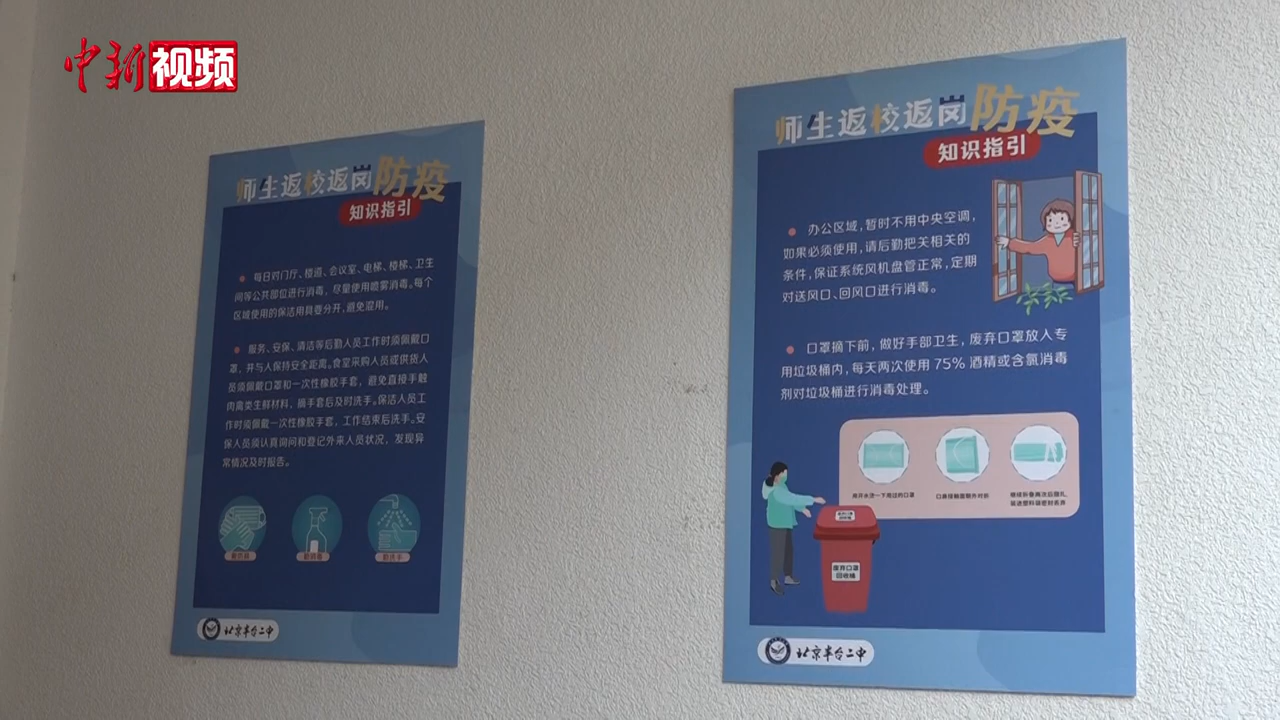 中新视频
师生返校返岗防疫
知识指引
每日对门厅、楼道、会议室、电梯、楼梯、卫生
间等公共部位进行消毒，尽量使用喷雾消毒。每个
区域使用的保洁用具要分开，避免混用。
服务、安保、清洁等后勤人员工作时须佩戴口
罩，并与人保持安全距离。食堂采购人员或供货人
员须佩戴口罩和一次性橡胶手套，避免直接手触
肉禽类生鲜材料，摘手套后及时洗手。保洁人员工
作时须佩戴一次性橡胶手套，工作结束后洗手。安
保人员须认真询问和登记外来人员状况，发现异
常情况及时报告。
勤消毒
勤洗手
北京丰台二中
师生返校返岗防疫
知识指引
办公区域，暂时不用中央空调，
如果必须使用，请后勤把关相关的
条件，保证系统风机盘管正常，定期
对送风口、回风口进行消毒。
口罩摘下前，做好手部卫生，废弃口罩放入专
用垃圾桶内，每天两次使用 75% 酒精或含氯消毒
剂对垃圾桶进行消毒处理。
口鼻接触面朝外对折
废弃口罩
回收桶
北京丰台二中